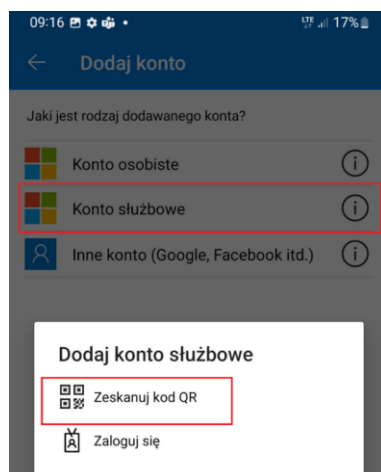 09:16
LTE 17%
Dodaj konto
Jaki jest rodzaj dodawanego konta?
Konto osobiste
Konto służbowe
Inne konto (Google, Facebook itd.)
Dodaj konto służbowe
Zeskanuj kod QR
Zaloguj się